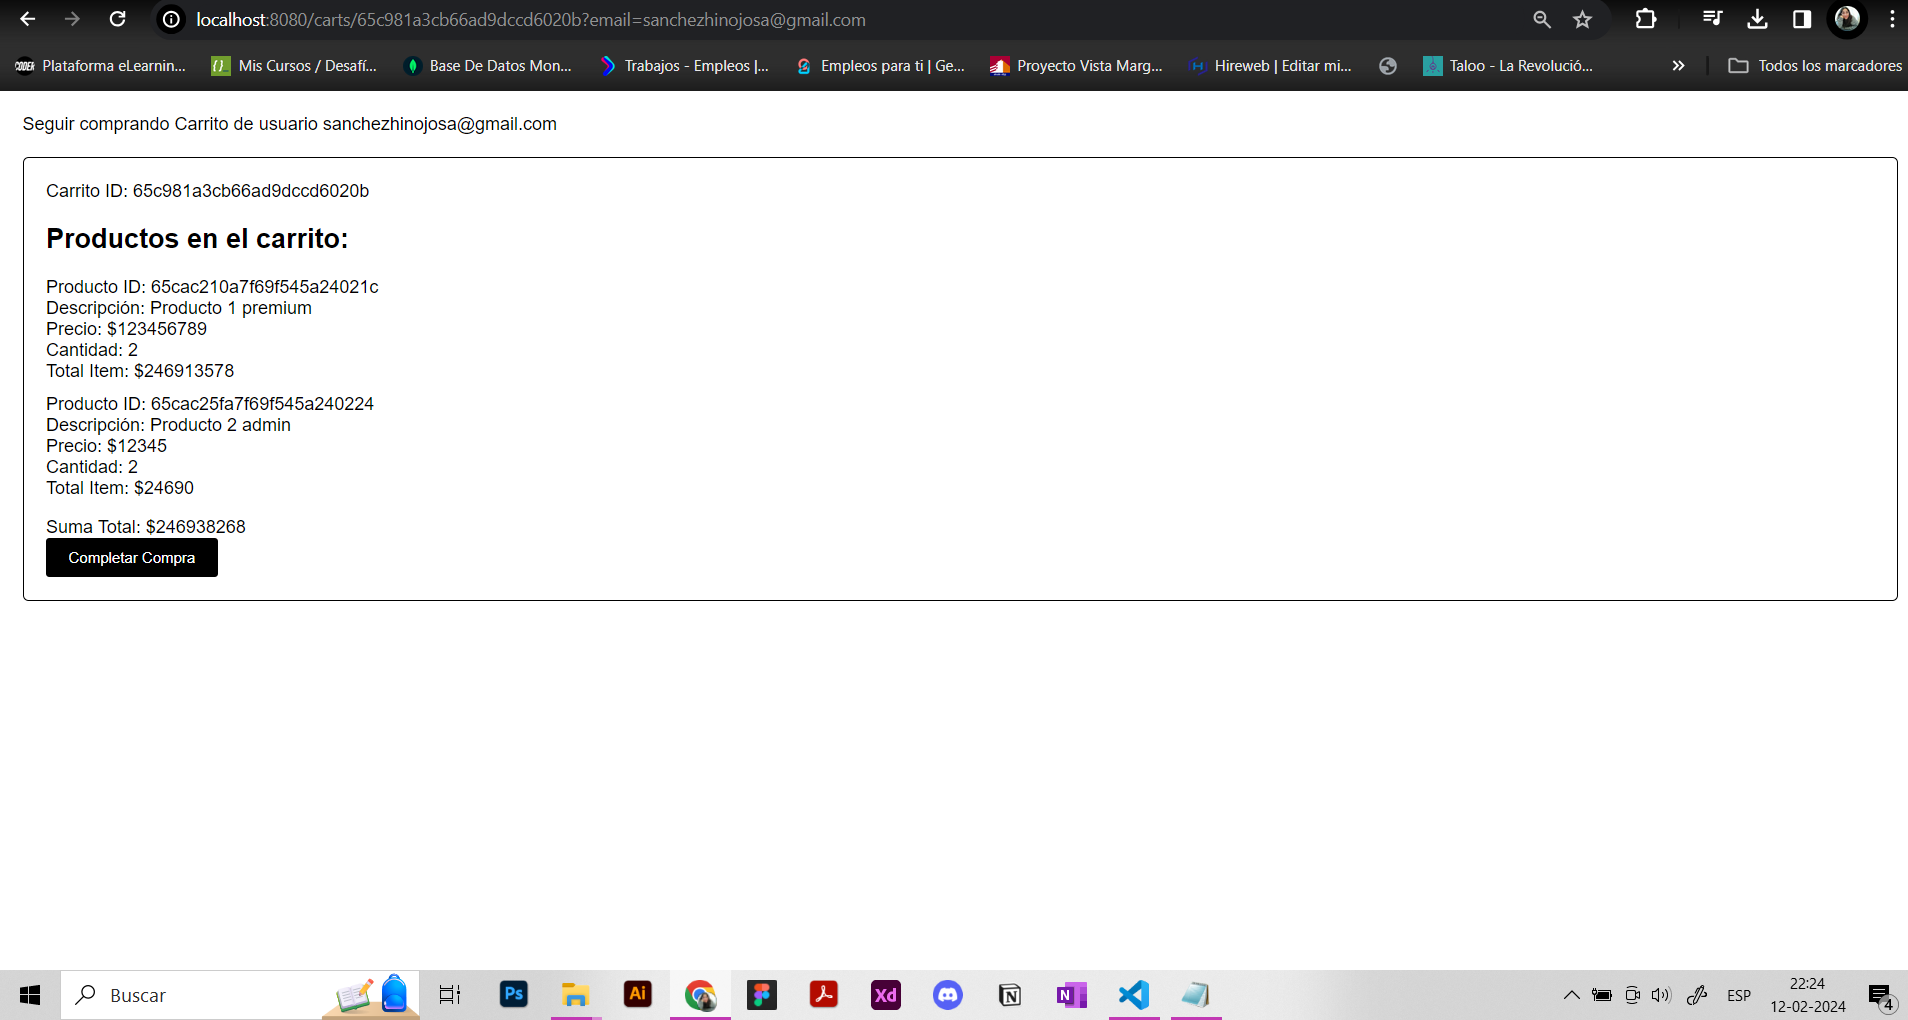 localhost:8080/carts/65c981a3cb66ad9dccd6020b?email=sanchezhinojosa@gmail.com
CODER Plataforma eLearnin... Mis Cursos / Desafí... Base De Datos Mon... Trabajos - Empleos |... Empleos para ti | Ge... Proyecto Vista Marg... Hireweb | Editar mi... Taloo - La Revolució... » Todos los marcadores
Seguir comprando Carrito de usuario sanchezhinojosa@gmail.com
Carrito ID: 65c981a3cb66ad9dccd6020b
Productos en el carrito:
Producto ID: 65cac210a7f69f545a24021c
Descripción: Producto 1 premium
Precio: $123456789
Cantidad: 2
Total Item: $246913578
Producto ID: 65cac25fa7f69f545a240224
Descripción: Producto 2 admin
Precio: $12345
Cantidad: 2
Total Item: $24690
Suma Total: $246938268
Completar Compra
Buscar
Ps
Ai
Xd
N
N
ESP
22:24
12-02-2024
4